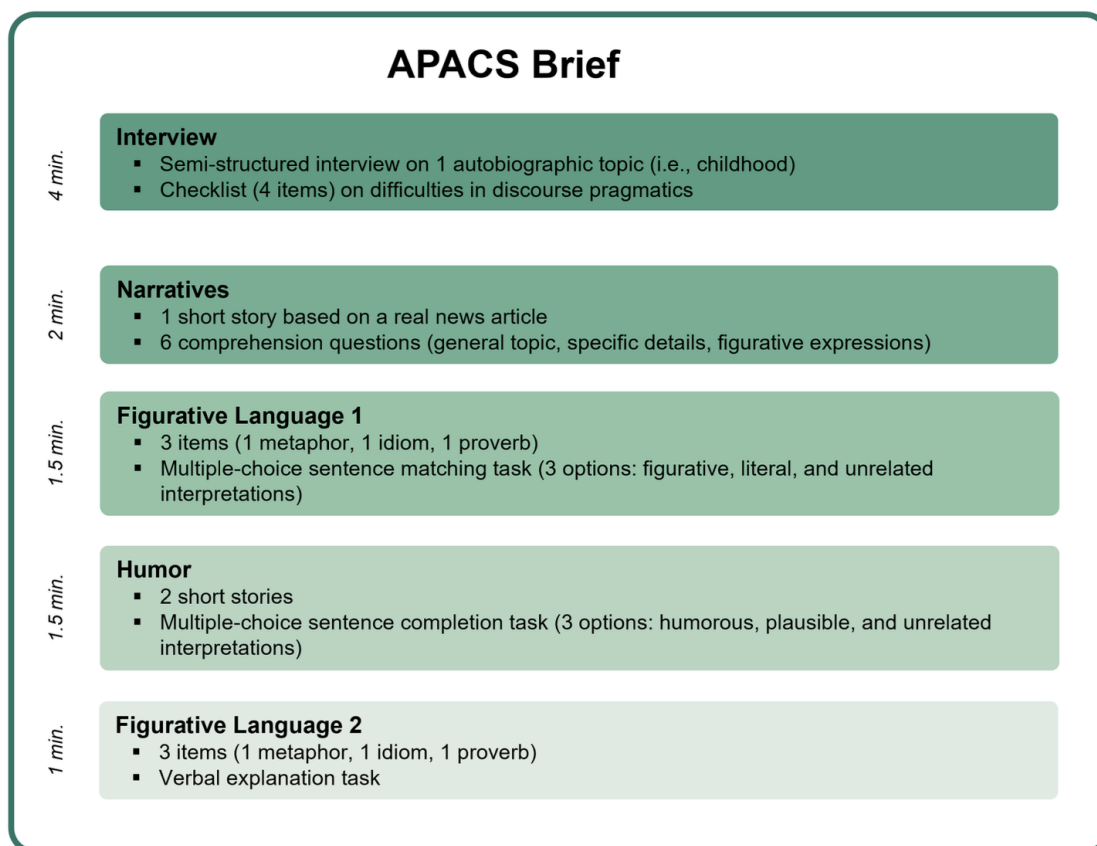 APACS Brief
4 min.
Interview
▪ Semi-structured interview on 1 autobiographic topic (i.e., childhood)
▪ Checklist (4 items) on difficulties in discourse pragmatics
2 min.
Narratives
▪ 1 short story based on a real news article
▪ 6 comprehension questions (general topic, specific details, figurative expressions)
1.5 min.
Figurative Language 1
▪ 3 items (1 metaphor, 1 idiom, 1 proverb)
▪ Multiple-choice sentence matching task (3 options: figurative, literal, and unrelated
interpretations)
1.5 min.
Humor
▪ 2 short stories
▪ Multiple-choice sentence completion task (3 options: humorous, plausible, and unrelated
interpretations)
1 min.
Figurative Language 2
▪ 3 items (1 metaphor, 1 idiom, 1 proverb)
▪ Verbal explanation task